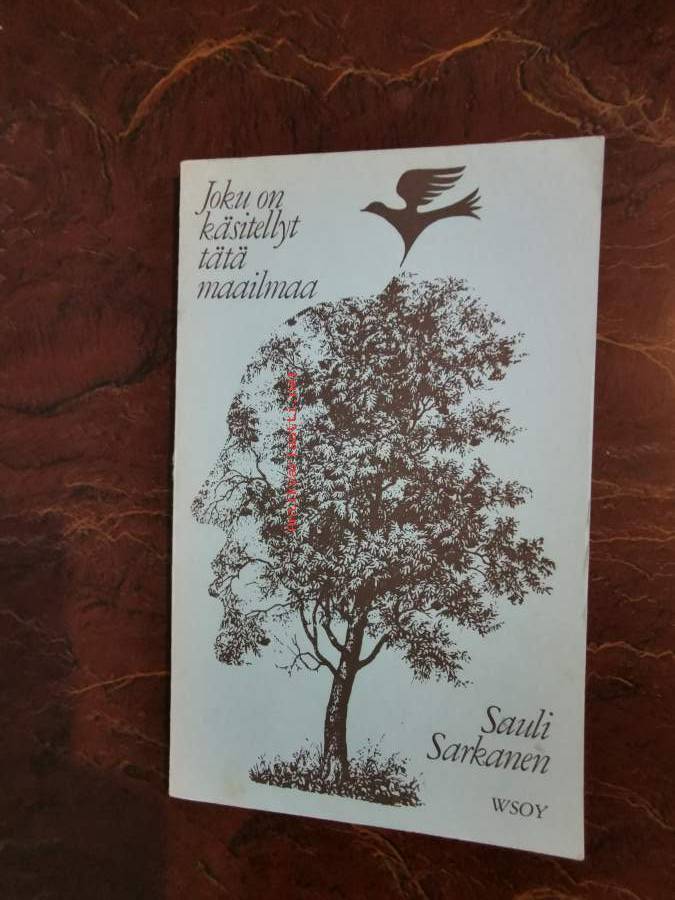 Joku on
käsitellyt
tätä
maailmaa
Sauli
Sarkanen
WSOY